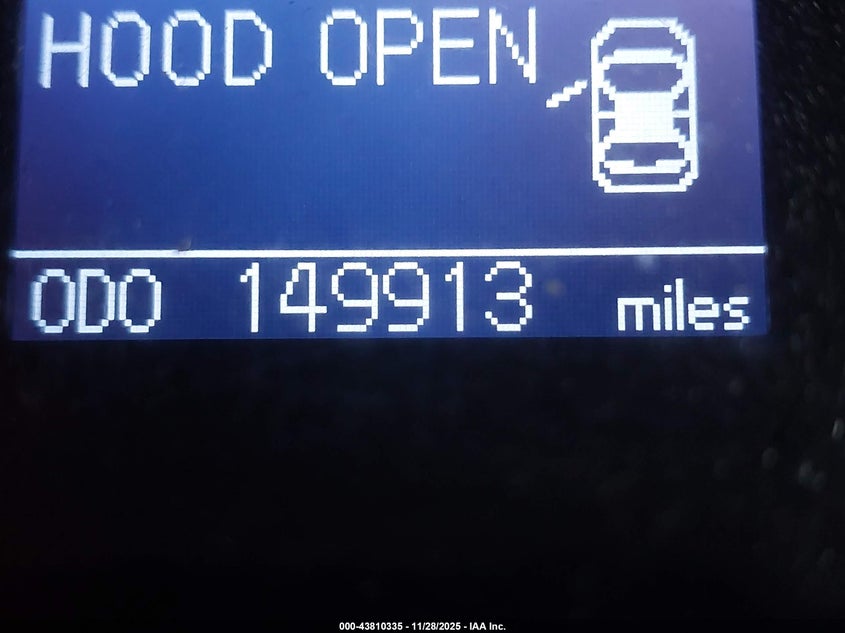 HOOD OPEN
ODO 149913 miles
000-43810335 - 11/28/2025 - IAA Inc.